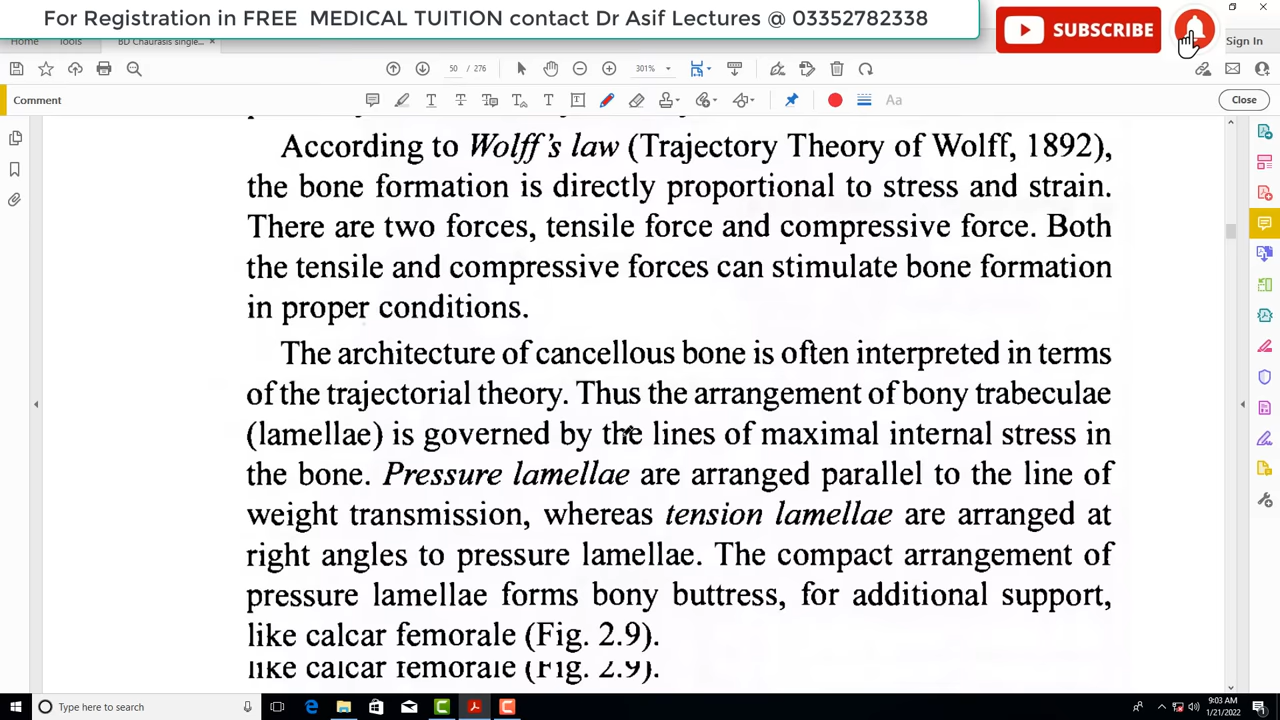 For Registration in FREE MEDICAL TUITION contact Dr Asif Lectures @ 03352782338
SUBSCRIBE
Home Tools BD Chaurasis single... × Sign In
50 / 276 301%
Comment Aa Close
According to Wolff's law (Trajectory Theory of Wolff, 1892),
the bone formation is directly proportional to stress and strain.
There are two forces, tensile force and compressive force. Both
the tensile and compressive forces can stimulate bone formation
in proper conditions.
The architecture of cancellous bone is often interpreted in terms
of the trajectorial theory. Thus the arrangement of bony trabeculae
(lamellae) is governed by the lines of maximal internal stress in
the bone. Pressure lamellae are arranged parallel to the line of
weight transmission, whereas tension lamellae are arranged at
right angles to pressure lamellae. The compact arrangement of
pressure lamellae forms bony buttress, for additional support,
like calcar femorale (Fig. 2.9).
like calcar femorale (Fig. 2.9).
Type here to search
9:03 AM
1/21/2022